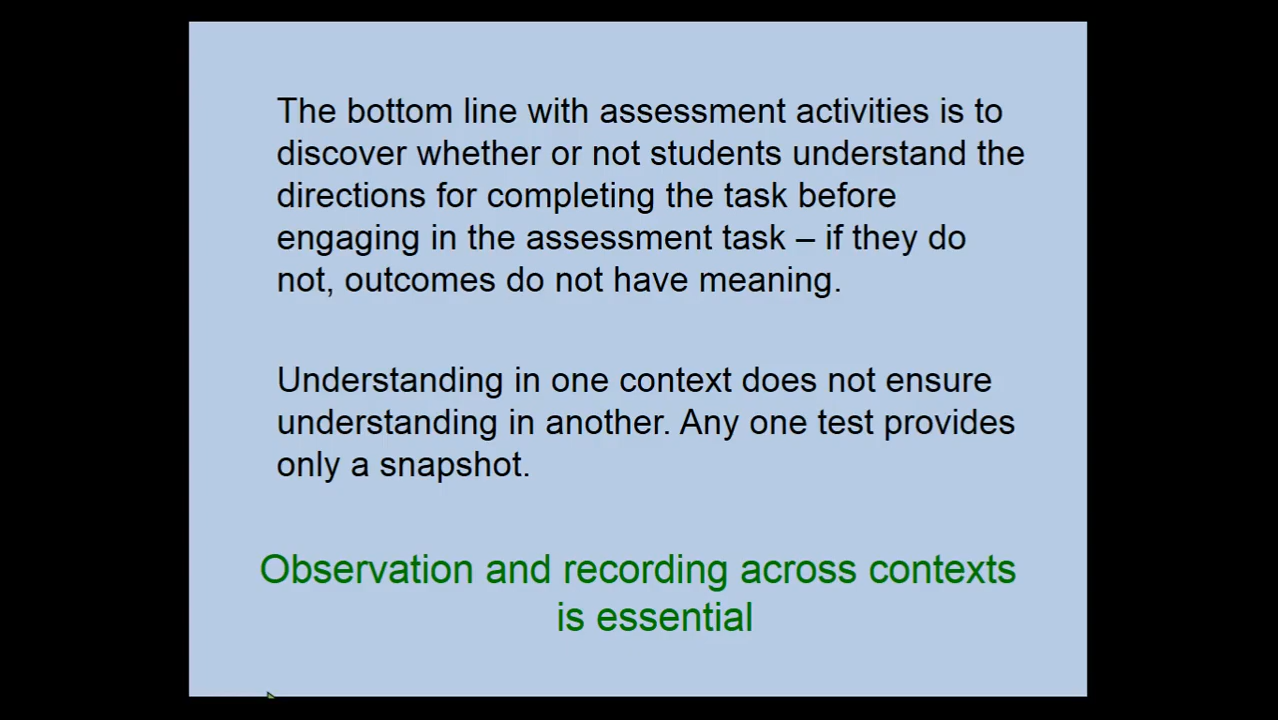 The bottom line with assessment activities is to
discover whether or not students understand the
directions for completing the task before
engaging in the assessment task – if they do
not, outcomes do not have meaning.
Understanding in one context does not ensure
understanding in another. Any one test provides
only a snapshot.
Observation and recording across contexts
is essential